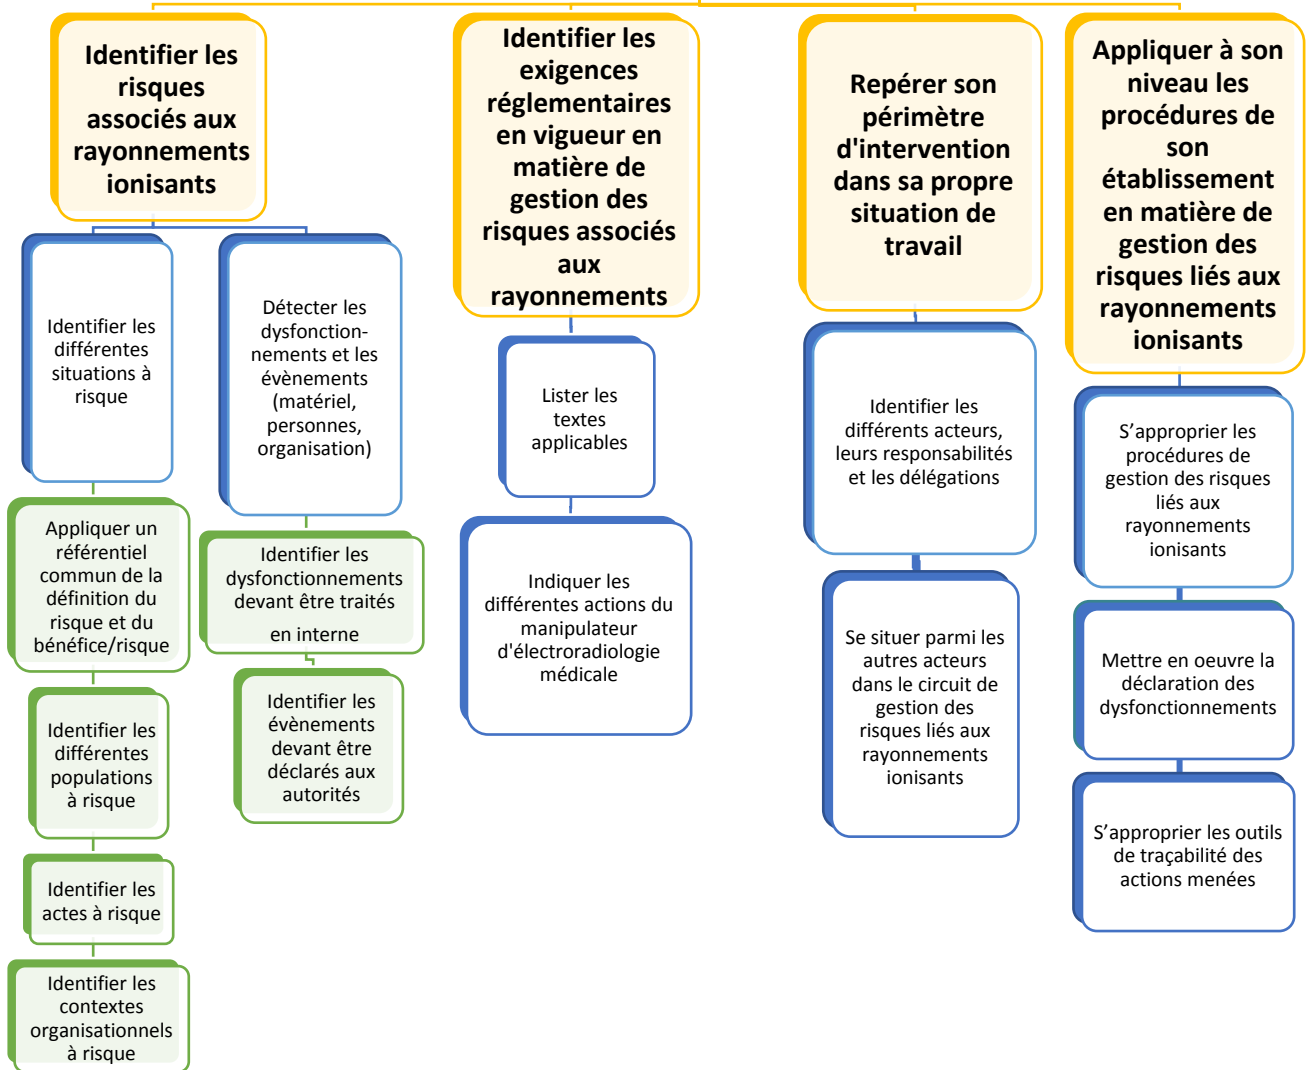 Identifier les
risques
associés aux
rayonnements
ionisants
Identifier les
différentes
situations à
risque
Appliquer un
référentiel
commun de la
définition du
risque et du
bénéfice/risque
Identifier les
différentes
populations
à risque
Identifier les
actes à risque
Identifier les
contextes
organisationnels
à risque
Détecter les
dysfonction-
nements et les
évènements
(matériel,
personnes,
organisation)
Identifier les
dysfonctionnements
devant être traités
en interne
Identifier les
évènements
devant être
déclarés aux
autorités
Identifier les
exigences
réglementaires
en vigueur en
matière de
gestion des
risques associés
aux
rayonnements
Lister les
textes
applicables
Indiquer les
différentes actions du
manipulateur
d'électroradiologie
médicale
Repérer son
périmètre
d'intervention
dans sa propre
situation de
travail
Identifier les
différents acteurs,
leurs responsabilités
et les délégations
Se situer parmi les
autres acteurs
dans le circuit de
gestion des
risques liés aux
rayonnements
ionisants
Appliquer à son
niveau les
procédures de
son
établissement
en matière de
gestion des
risques liés aux
rayonnements
ionisants
S’approprier les
procédures de
gestion des risques
liés aux
rayonnements
ionisants
Mettre en oeuvre la
déclaration des
dysfonctionnements
S’approprier les outils
de traçabilité des
actions menées